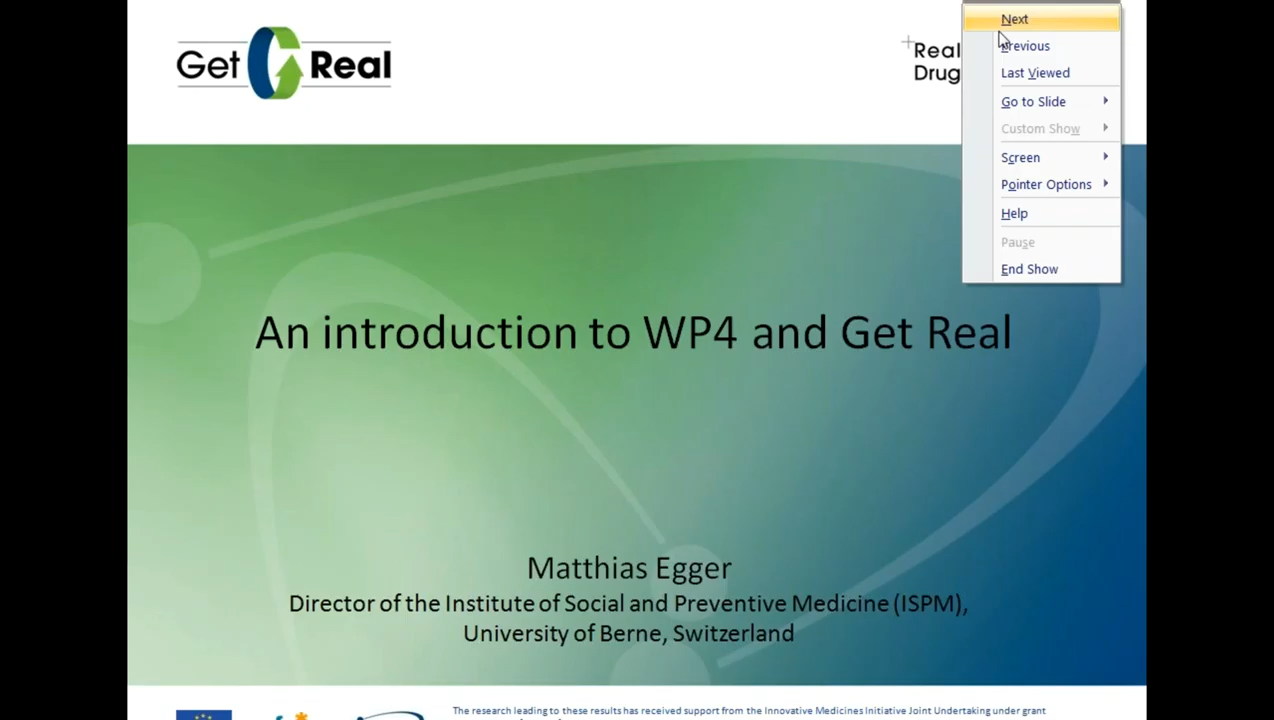 Get Real
Real
Drug
Next
Previous
Last Viewed
Go to Slide
Custom Show
Screen
Pointer Options
Help
Pause
End Show
An introduction to WP4 and Get Real
Matthias Egger
Director of the Institute of Social and Preventive Medicine (ISPM),
University of Berne, Switzerland
The research leading to these results has received support from the Innovative Medicines Initiative Joint Undertaking under grant